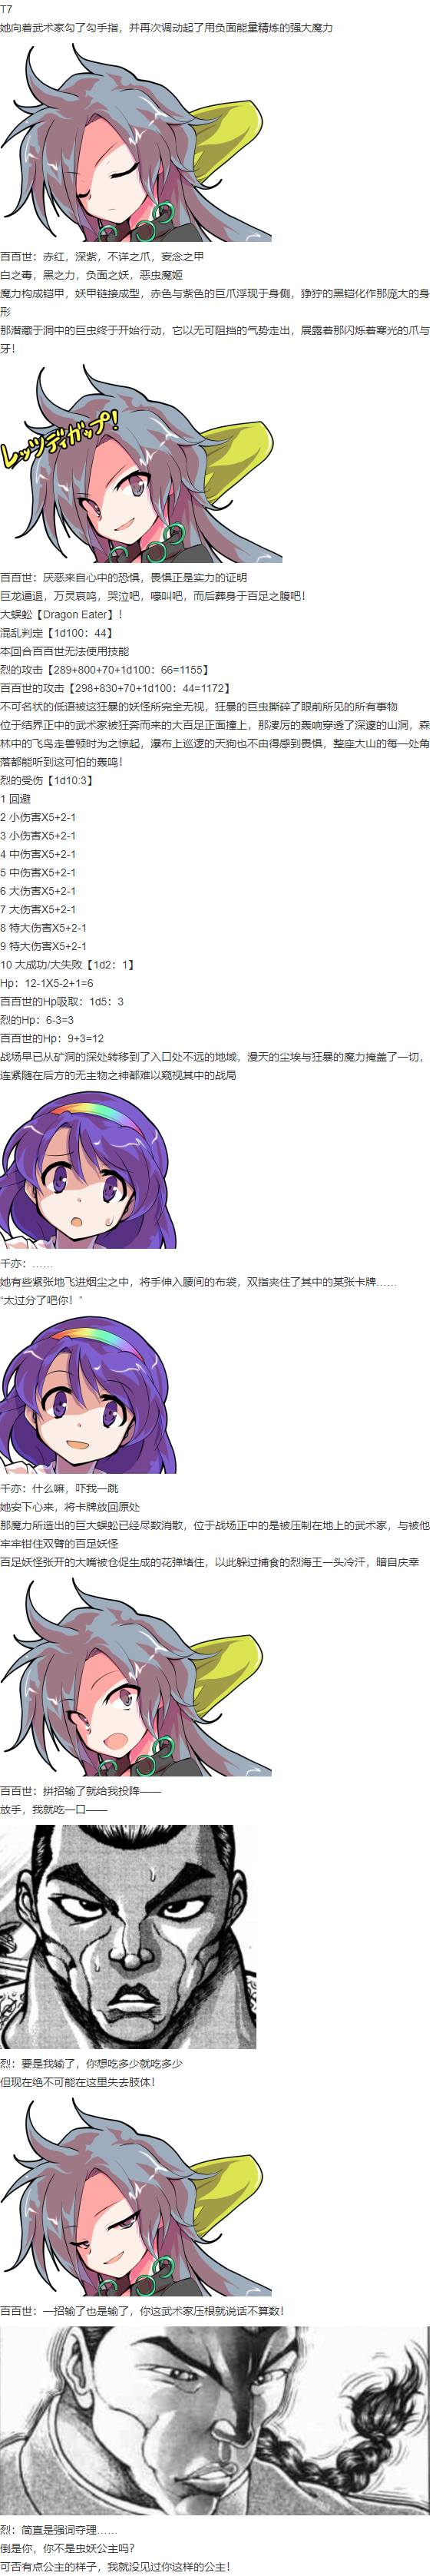 T7
她向着武术家勾了勾手指，并再次调动起了用负面能量精炼的强大魔力
百百世：赤红，深紫，不详之爪，妄念之甲
白之毒，黑之力，负面之妖，恶虫魔姬
魔力构成铠甲，妖甲链接成型，赤色与紫色的巨爪浮现于身侧，狰狞的黑铠化作那庞大的身
形
那潜藏于洞中的巨虫终于开始行动，它以无可阻挡的气势走出，展露着那闪烁着寒光的爪与
牙！
レッツディガップ！
百百世：厌恶来自心中的恐惧，畏惧正是实力的证明
巨龙逼退，万灵哀鸣，哭泣吧，嚎叫吧，而后葬身于百足之腹吧！
大蜈蚣【Dragon Eater】！
混乱判定【1d100：44】
本回合百百世无法使用技能
烈的攻击【289+800+70+1d100：66=1155】
百百世的攻击【298+830+70+1d100：44=1172】
不可名状的低语被这狂暴的妖怪所完全无视，狂暴的巨虫撕碎了眼前所见的所有事物
位于结界正中的武术家被狂奔而来的大百足正面撞上，那凄厉的轰响穿透了深邃的山洞，森
林中的飞鸟走兽顿时为之惊起，瀑布上巡逻的天狗也不由得感到畏惧，整座大山的每一处角
落都能听到这可怕的轰鸣！
烈的受伤【1d10:3】
1 回避
2 小伤害X5+2-1
3 小伤害X5+2-1
4 中伤害X5+2-1
5 中伤害X5+2-1
6 大伤害X5+2-1
7 大伤害X5+2-1
8 特大伤害X5+2-1
9 特大伤害X5+2-1
10 大成功/大失败【1d2：1】
Hp：12-1X5-2+1=6
百百世的Hp吸取：1d5：3
烈的Hp：6-3=3
百百世的Hp：9+3=12
战场早已从矿洞的深处转移到了入口处不远的地域，漫天的尘埃与狂暴的魔力掩盖了一切，
连紧随在后方的无主物之神都难以窥视其中的战局
千亦：……
她有些紧张地飞进烟尘之中，将手伸入腰间的布袋，双指夹住了其中的某张卡牌……
“太过分了吧你！”
千亦：什么嘛，吓我一跳
她安下心来，将卡牌放回原处
那魔力所造出的巨大蜈蚣已经尽数消散，位于战场正中的是被压制在地上的武术家，与被他
牢牢钳住双臂的百足妖怪
百足妖怪张开的大嘴被仓促生成的花弹堵住，以此躲过捕食的烈海王一头冷汗，暗自庆幸
百百世：拼招输了就给我投降——
放手，我就吃一口——
烈：要是我输了，你想吃多少就吃多少
但现在绝不可能在这里失去肢体！
百百世：一招输了也是输了，你这武术家压根就说话不算数！
烈：简直是强词夺理……
倒是你，你不是虫妖公主吗？
可否有点公主的样子，我就没见过你这样的公主！